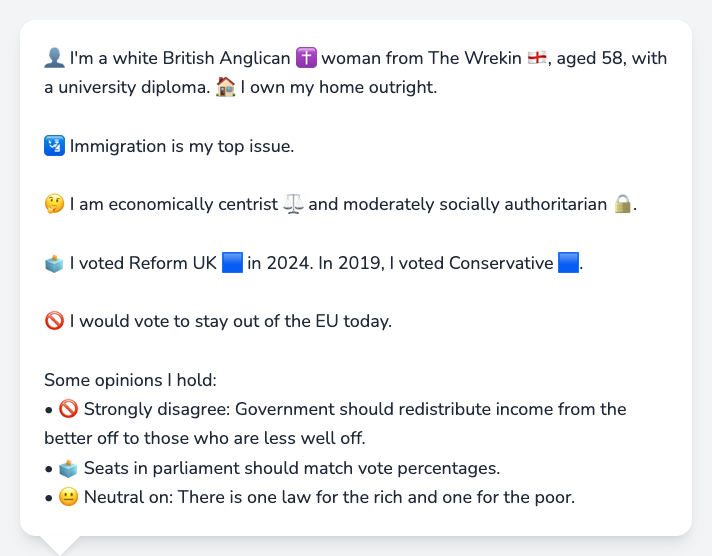 👤 I'm a white British Anglican ✝️ woman from The Wrekin 🏴󠁧󠁢󠁥󠁮󠁧󠁿, aged 58, with
a university diploma. 🏠 I own my home outright.
🛂 Immigration is my top issue.
🤔 I am economically centrist ⚖️ and moderately socially authoritarian 🔒.
🗳️ I voted Reform UK 🟦 in 2024. In 2019, I voted Conservative 🟦.
🚫 I would vote to stay out of the EU today.
Some opinions I hold:
• 🚫 Strongly disagree: Government should redistribute income from the
better off to those who are less well off.
• 🗳️ Seats in parliament should match vote percentages.
• 😐 Neutral on: There is one law for the rich and one for the poor.